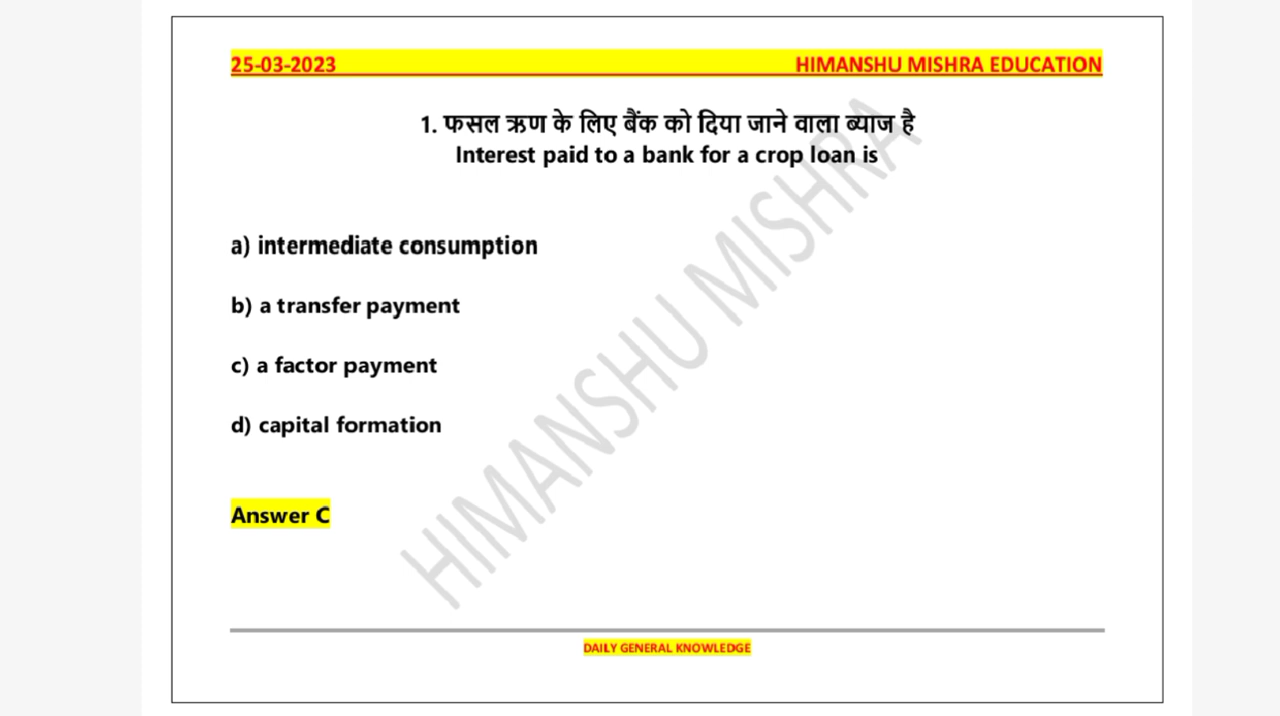 25-03-2023 HIMANSHU MISHRA EDUCATION
1. फसल ऋण के लिए बैंक को दिया जाने वाला ब्याज है
Interest paid to a bank for a crop loan is
a) intermediate consumption
b) a transfer payment
c) a factor payment
d) capital formation
Answer C
HIMANSHU MISHRA
DAILY GENERAL KNOWLEDGE